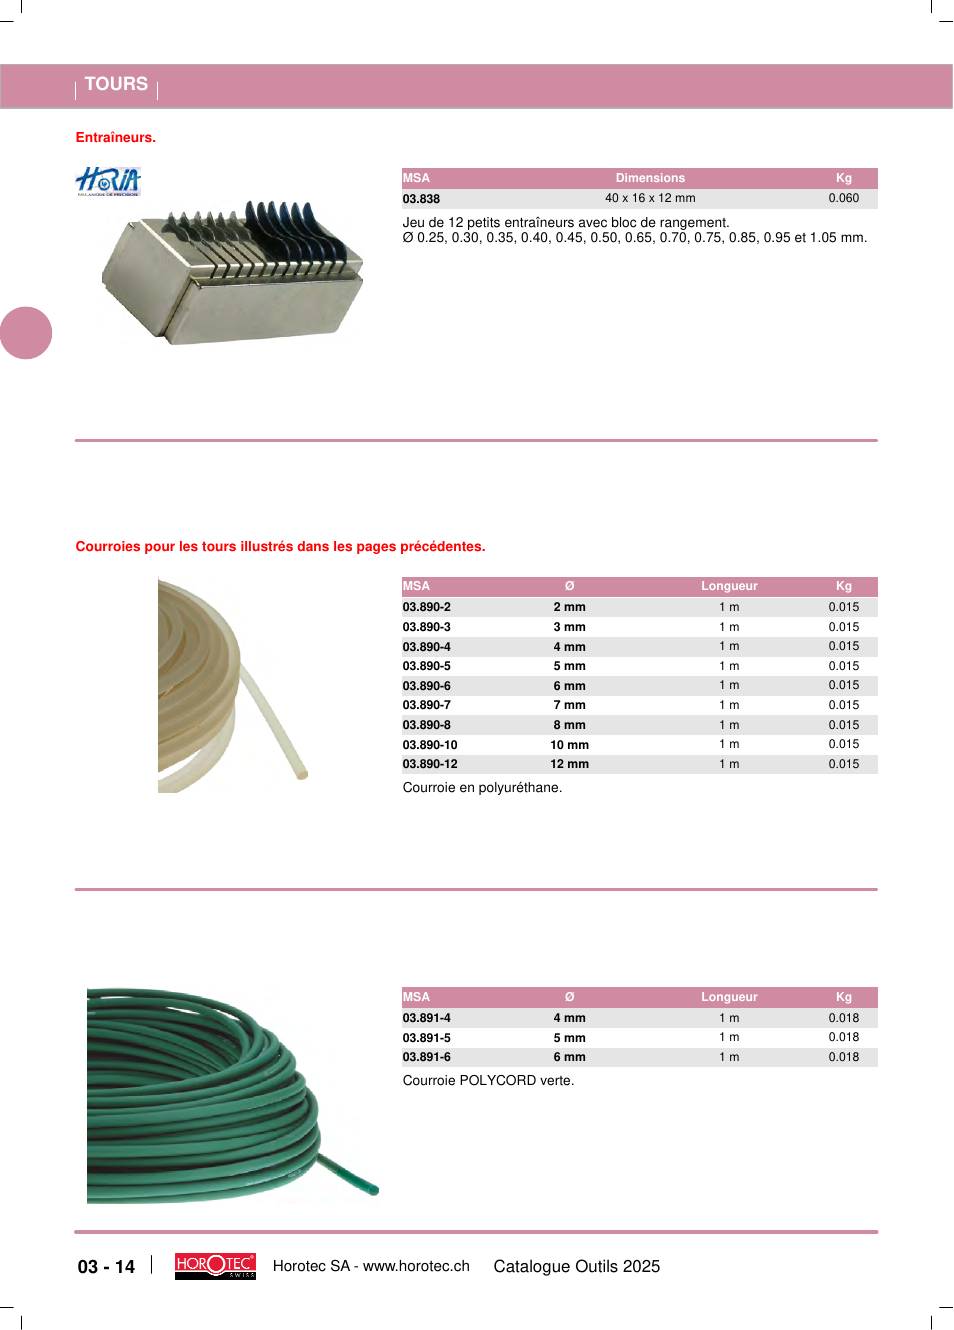 TOURS
Entraîneurs.
HORIA
MÉCANIQUE DE PRÉCISION
MSA Dimensions Kg
03.838 40 x 16 x 12 mm 0.060
Jeu de 12 petits entraîneurs avec bloc de rangement.
Ø 0.25, 0.30, 0.35, 0.40, 0.45, 0.50, 0.65, 0.70, 0.75, 0.85, 0.95 et 1.05 mm.
Courroies pour les tours illustrés dans les pages précédentes.
MSA Ø Longueur Kg
03.890-2 2 mm 1 m 0.015
03.890-3 3 mm 1 m 0.015
03.890-4 4 mm 1 m 0.015
03.890-5 5 mm 1 m 0.015
03.890-6 6 mm 1 m 0.015
03.890-7 7 mm 1 m 0.015
03.890-8 8 mm 1 m 0.015
03.890-10 10 mm 1 m 0.015
03.890-12 12 mm 1 m 0.015
Courroie en polyuréthane.
MSA Ø Longueur Kg
03.891-4 4 mm 1 m 0.018
03.891-5 5 mm 1 m 0.018
03.891-6 6 mm 1 m 0.018
Courroie POLYCORD verte.
03 - 14
HOROTEC®
SWISS
Horotec SA - www.horotec.ch Catalogue Outils 2025